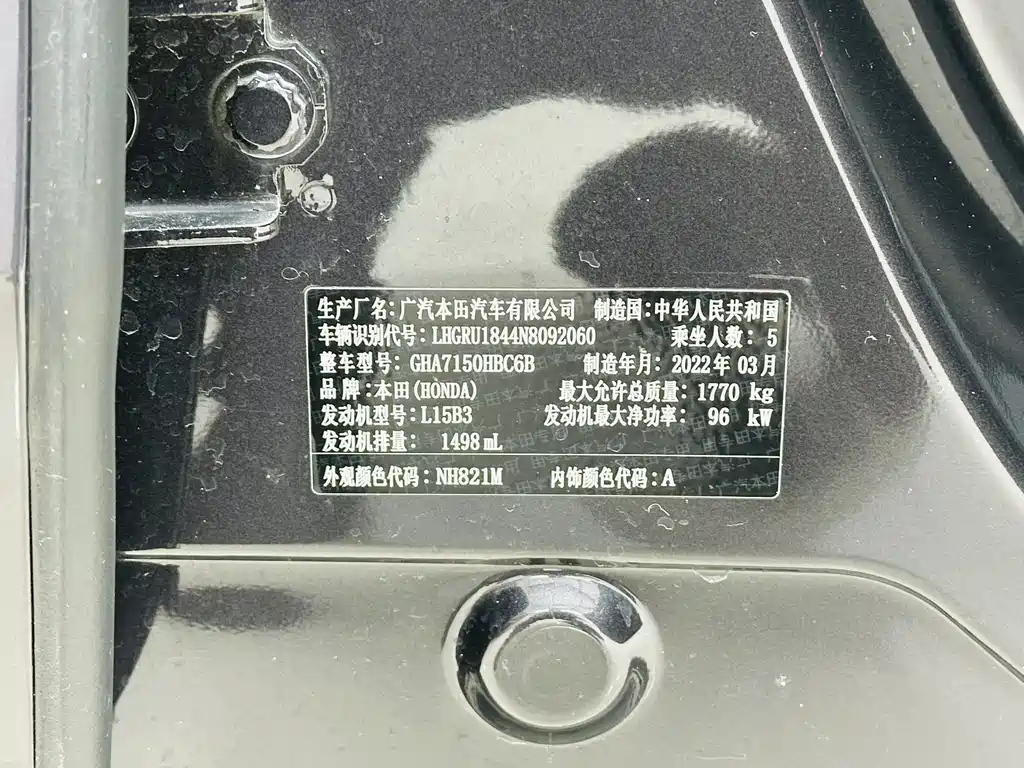 生产厂名:广汽本田汽车有限公司 制造国:中华人民共和国
车辆识别代号:LHGRU1844N8092060 乘坐人数:5
整车型号:GHA7150HBC6B 制造年月:2022年03月
品牌:本田(HONDA) 最大允许总质量:1770 kg
发动机型号:L15B3 发动机最大净功率:96 kW
发动机排量:1498 mL
外观颜色代码:NH821M 内饰颜色代码:A